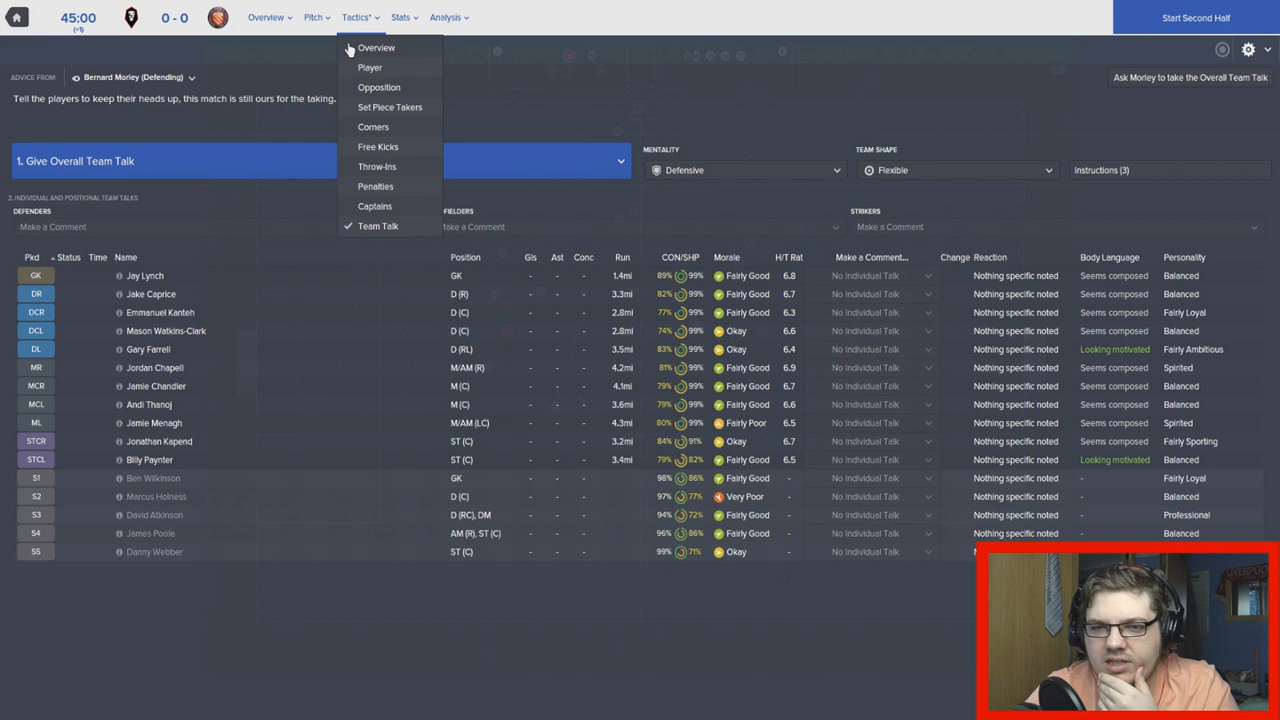 45:00
(+1)
0 - 0
Overview
Pitch
Tactics*
Stats
Analysis
Start Second Half
Overview
Player
Opposition
Set Piece Takers
Corners
Free Kicks
Throw-Ins
Penalties
Captains
Team Talk
ADVICE FROM
Bernard Morley (Defending)
Ask Morley to take the Overall Team Talk
Tell the players to keep their heads up, this match is still ours for the taking.
1. Give Overall Team Talk
MENTALITY
Defensive
TEAM SHAPE
Flexible
Instructions (3)
2. INDIVIDUAL AND POSITIONAL TEAM TALKS
DEFENDERS
FIELDERS
STRIKERS
Make a Comment
Make a Comment
Make a Comment
Pkd Status Time Name Position Gls Ast Conc Run CON/SHP Morale H/T Rat Make a Comment... Change Reaction Body Language Personality
GK Jay Lynch GK - - - 1.4mi 89% 99% Fairly Good 6.8 No Individual Talk Nothing specific noted Seems composed Balanced
DR Jake Caprice D (R) - - - 3.3mi 82% 99% Fairly Good 6.7 No Individual Talk Nothing specific noted Seems composed Balanced
DCR Emmanuel Kanteh D (C) - - - 2.8mi 77% 99% Fairly Good 6.3 No Individual Talk Nothing specific noted Seems composed Fairly Loyal
DCL Mason Watkins-Clark D (C) - - - 2.8mi 74% 99% Okay 6.6 No Individual Talk Nothing specific noted Seems composed Balanced
DL Gary Farrell D (RL) - - - 3.5mi 83% 99% Okay 6.4 No Individual Talk Nothing specific noted Looking motivated Fairly Ambitious
MR Jordan Chapell M/AM (R) - - - 4.2mi 81% 99% Fairly Good 6.9 No Individual Talk Nothing specific noted Seems composed Spirited
MCR Jamie Chandler M (C) - - - 4.1mi 79% 99% Fairly Good 6.7 No Individual Talk Nothing specific noted Seems composed Balanced
MCL Andi Thanoj M (C) - - - 3.6mi 79% 99% Fairly Good 6.6 No Individual Talk Nothing specific noted Seems composed Balanced
ML Jamie Menagh M/AM (LC) - - - 4.3mi 80% 99% Fairly Poor 6.5 No Individual Talk Nothing specific noted Seems composed Spirited
STCR Jonathan Kapend ST (C) - - - 3.2mi 84% 91% Okay 6.7 No Individual Talk Nothing specific noted Seems composed Fairly Sporting
STCL Billy Paynter ST (C) - - - 3.4mi 79% 82% Fairly Good 6.5 No Individual Talk Nothing specific noted Looking motivated Balanced
S1 Ben Wilkinson GK 98% 86% Fairly Good - No Individual Talk Nothing specific noted - Fairly Loyal
S2 Marcus Holness D (C) 97% 77% Very Poor - No Individual Talk Nothing specific noted - Balanced
S3 David Atkinson D (RC), DM 94% 72% Fairly Good - No Individual Talk Nothing specific noted - Professional
S4 James Poole AM (R), ST (C) 96% 86% Fairly Good - No Individual Talk Nothing specific noted - Balanced
S5 Danny Webber ST (C) 99% 71% Okay - No Individual Talk